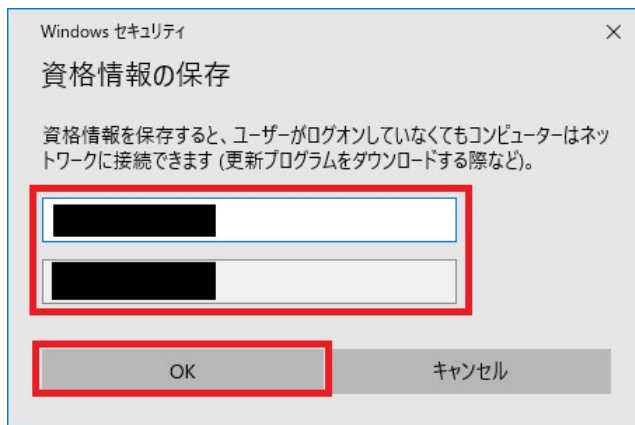 Windows セキュリティ
資格情報の保存
資格情報を保存すると、ユーザーがログオンしていなくてもコンピューターはネッ
トワークに接続できます (更新プログラムをダウンロードする際など)。
OK
キャンセル